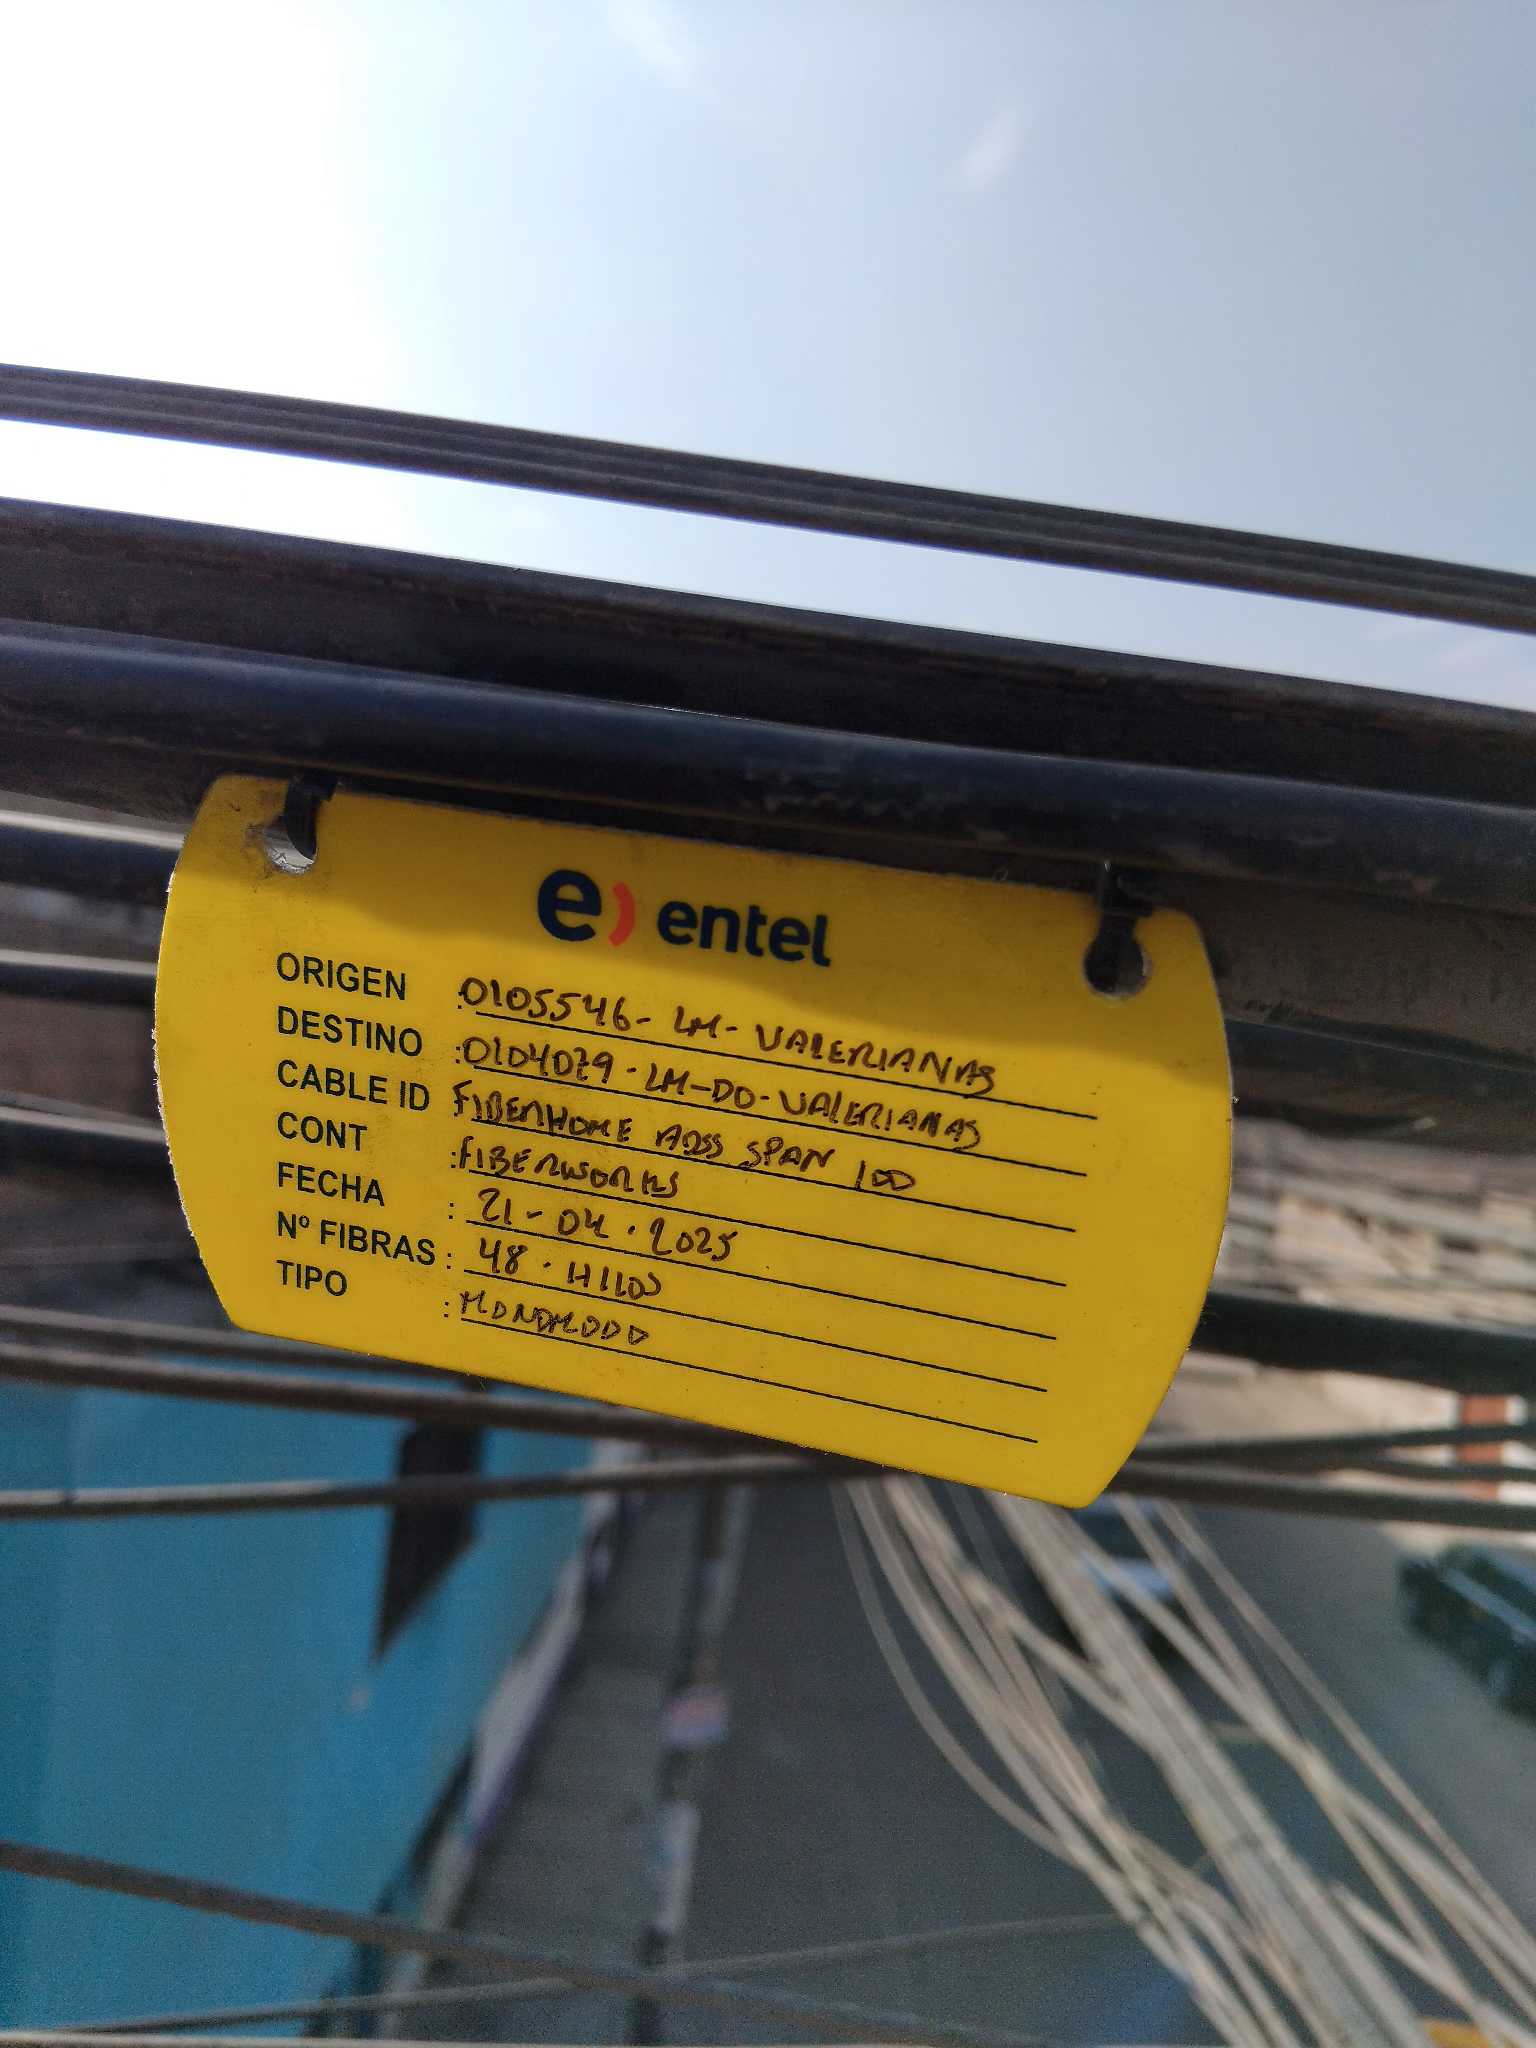 e) entel
ORIGEN : 0105546- LM- VALERIANAS
DESTINO : 0104079 - LM-DO- VALERIANAS
CABLE ID FIBERHOME ADSS SPAN 100
CONT : FIBERWORKS
FECHA : 21 - 04 . 2025
Nº FIBRAS : 48 . HILOS
TIPO : MONOMODO